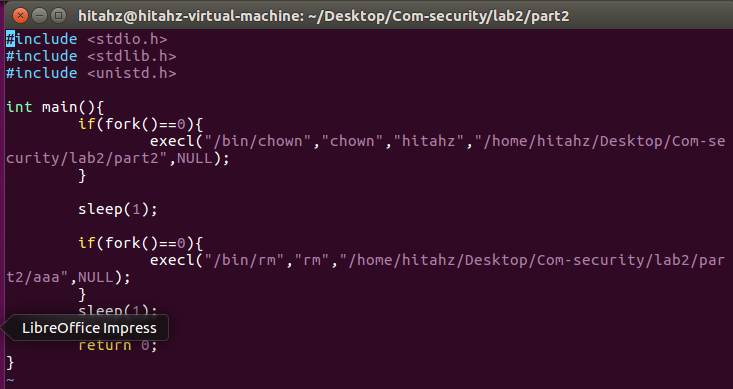 hitahz@hitahz-virtual-machine: ~/Desktop/Com-security/lab2/part2
#include <stdio.h>
#include <stdlib.h>
#include <unistd.h>
int main(){
        if(fork()==0){
                execl("/bin/chown","chown","hitahz","/home/hitahz/Desktop/Com-se
curity/lab2/part2",NULL);
        }
        sleep(1);
        if(fork()==0){
                execl("/bin/rm","rm","/home/hitahz/Desktop/Com-security/lab2/par
t2/aaa",NULL);
        }
        sleep(1);
LibreOffice Impress
        return 0;
}
~